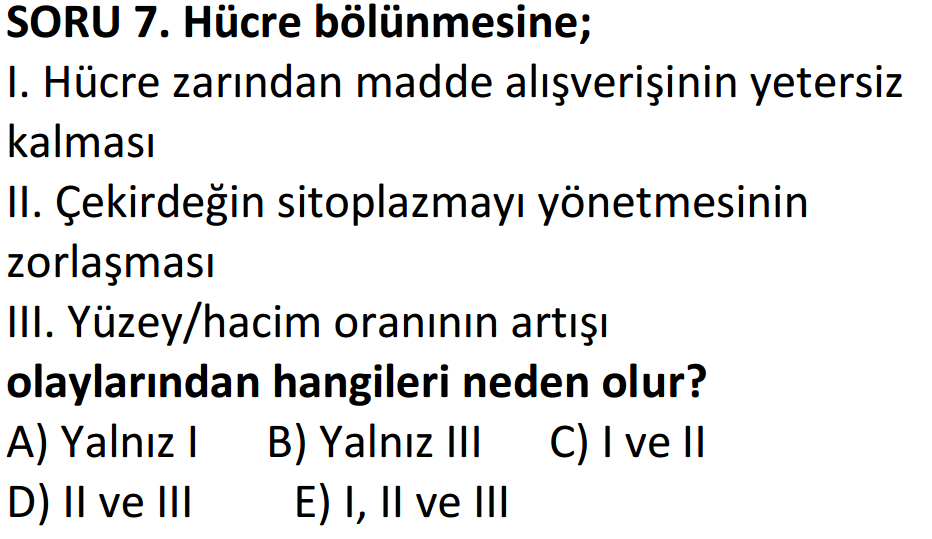 SORU 7. Hücre bölünmesine;
I. Hücre zarından madde alışverişinin yetersiz
kalması
II. Çekirdeğin sitoplazmayı yönetmesinin
zorlaşması
III. Yüzey/hacim oranının artışı
olaylarından hangileri neden olur?
A) Yalnız I B) Yalnız III C) I ve II
D) II ve III E) I, II ve III